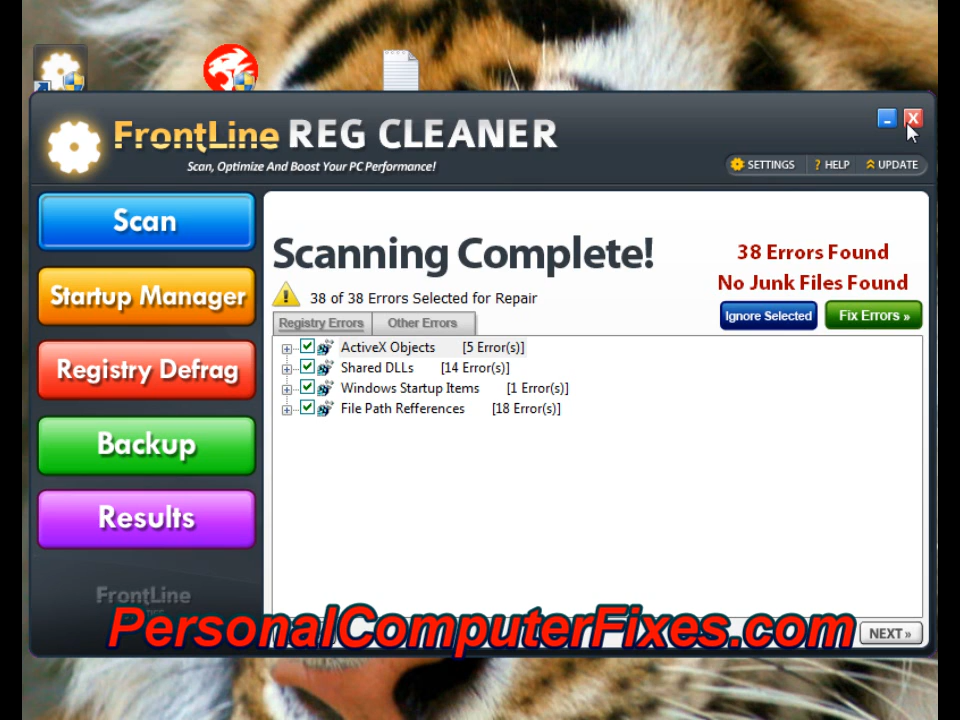 FrontLine REG CLEANER
Scan, Optimize And Boost Your PC Performance!
SETTINGS ? HELP UPDATE
Scan
Startup Manager
Registry Defrag
Backup
Results
FrontLine
Scanning Complete!
38 Errors Found
No Junk Files Found
38 of 38 Errors Selected for Repair
Ignore Selected Fix Errors »
Registry Errors Other Errors
ActiveX Objects [5 Error(s)]
Shared DLLs [14 Error(s)]
Windows Startup Items [1 Error(s)]
File Path Refferences [18 Error(s)]
PersonalComputerFixes.com
NEXT »